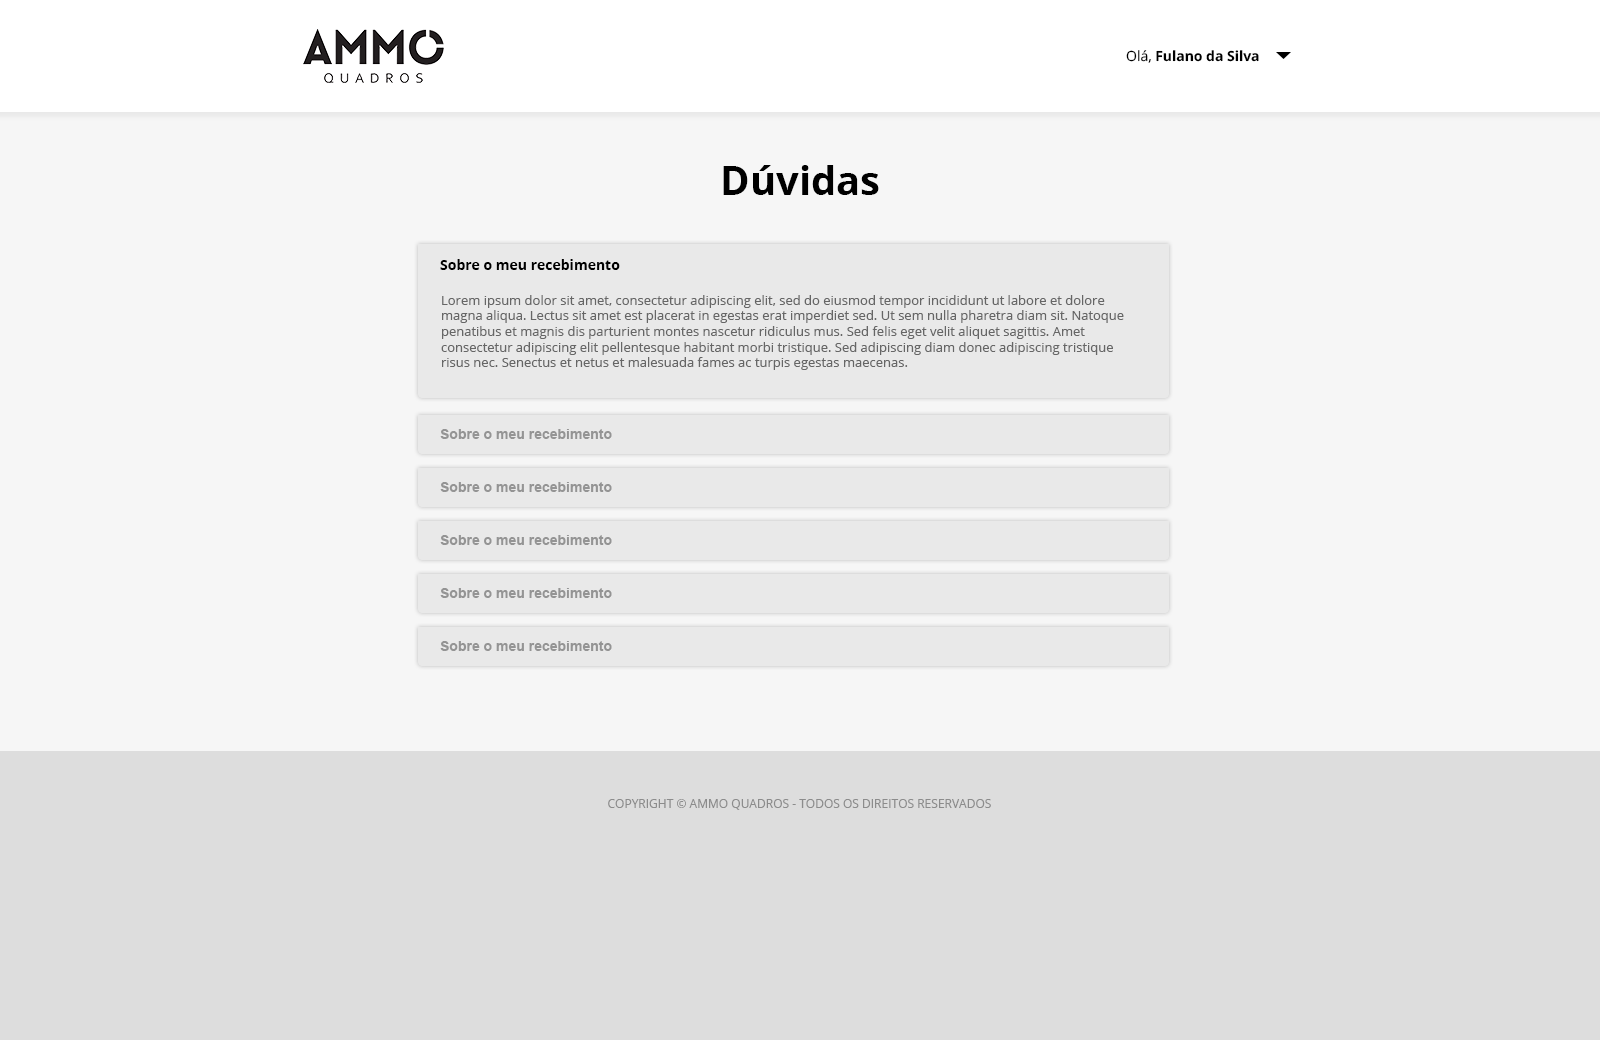 AMMO
QUADROS
Olá, Fulano da Silva
Dúvidas
Sobre o meu recebimento
Lorem ipsum dolor sit amet, consectetur adipiscing elit, sed do eiusmod tempor incididunt ut labore et dolore
magna aliqua. Lectus sit amet est placerat in egestas erat imperdiet sed. Ut sem nulla pharetra diam sit. Natoque
penatibus et magnis dis parturient montes nascetur ridiculus mus. Sed felis eget velit aliquet sagittis. Amet
consectetur adipiscing elit pellentesque habitant morbi tristique. Sed adipiscing diam donec adipiscing tristique
risus nec. Senectus et netus et malesuada fames ac turpis egestas maecenas.
Sobre o meu recebimento
Sobre o meu recebimento
Sobre o meu recebimento
Sobre o meu recebimento
Sobre o meu recebimento
COPYRIGHT © AMMO QUADROS - TODOS OS DIREITOS RESERVADOS